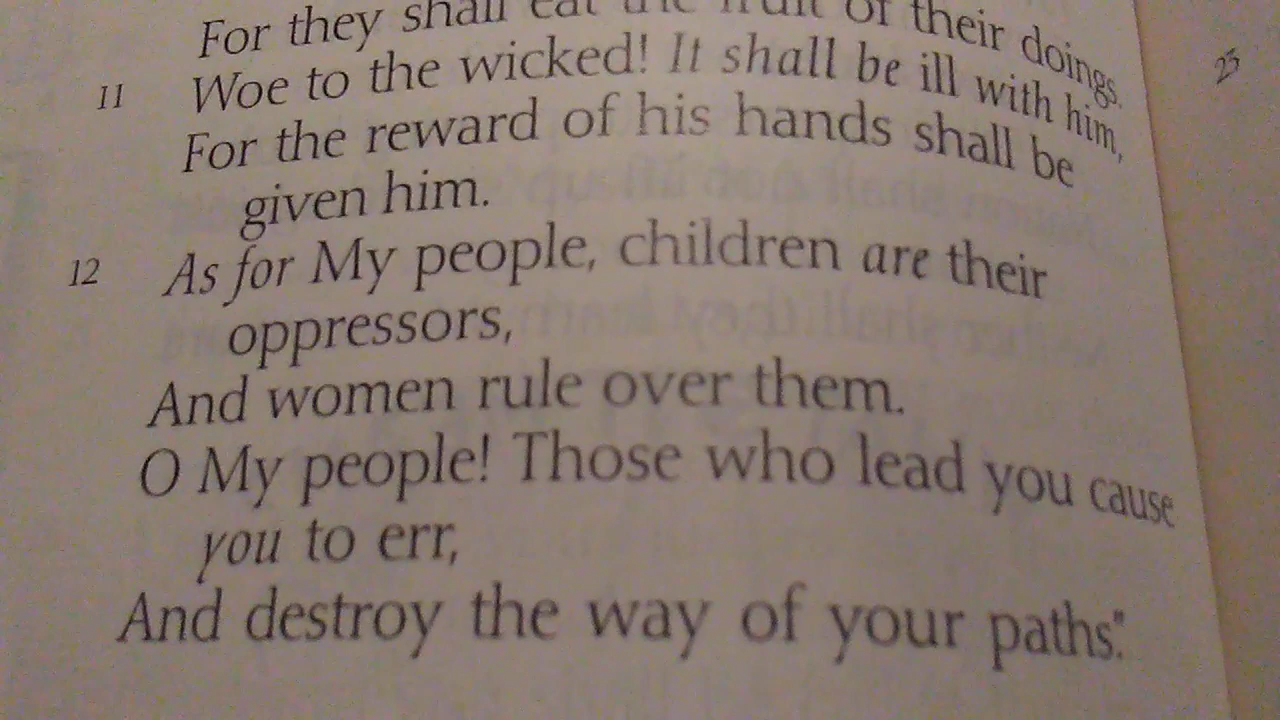 For they shall eat the fruit of their doings.
11 Woe to the wicked! It shall be ill with him,
For the reward of his hands shall be
given him.
12 As for My people, children are their
oppressors,
And women rule over them.
O My people! Those who lead you cause
you to err,
And destroy the way of your paths."
23